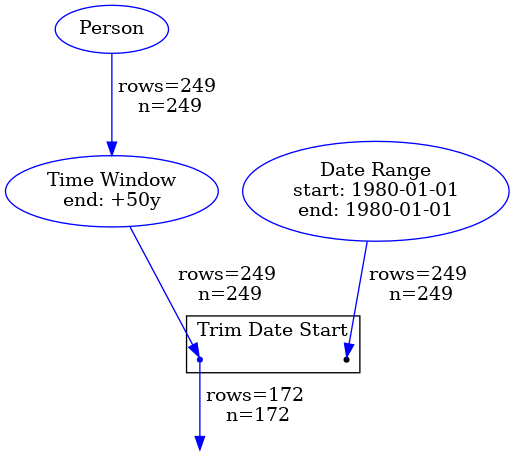 Person
rows=249
n=249
Time Window
end: +50y
Date Range
start: 1980-01-01
end: 1980-01-01
rows=249
n=249
rows=249
n=249
Trim Date Start
rows=172
n=172